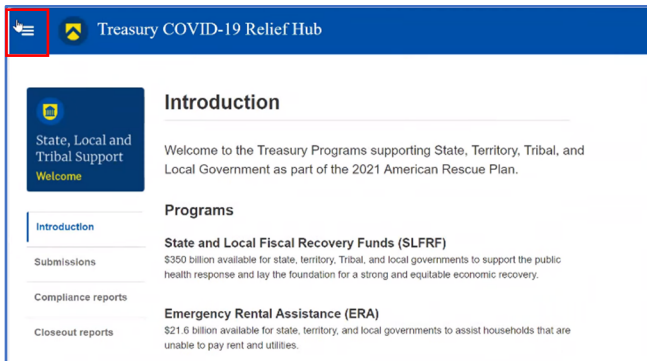 Treasury COVID-19 Relief Hub
State, Local and
Tribal Support
Welcome
Introduction
Submissions
Compliance reports
Closeout reports
Introduction
Welcome to the Treasury Programs supporting State, Territory, Tribal, and
Local Government as part of the 2021 American Rescue Plan.
Programs
State and Local Fiscal Recovery Funds (SLFRF)
$350 billion available for state, territory, Tribal, and local governments to support the public
health response and lay the foundation for a strong and equitable economic recovery.
Emergency Rental Assistance (ERA)
$21.6 billion available for state, territory, and local governments to assist households that are
unable to pay rent and utilities.